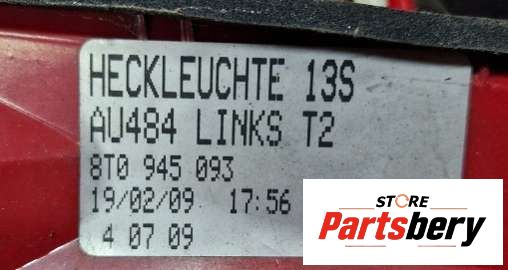 HECKLEUCHTE 13S
AU484 LINKS T2
8T0 945 093
19/02/09 17:56
4 07 09
STORE
Partsbery